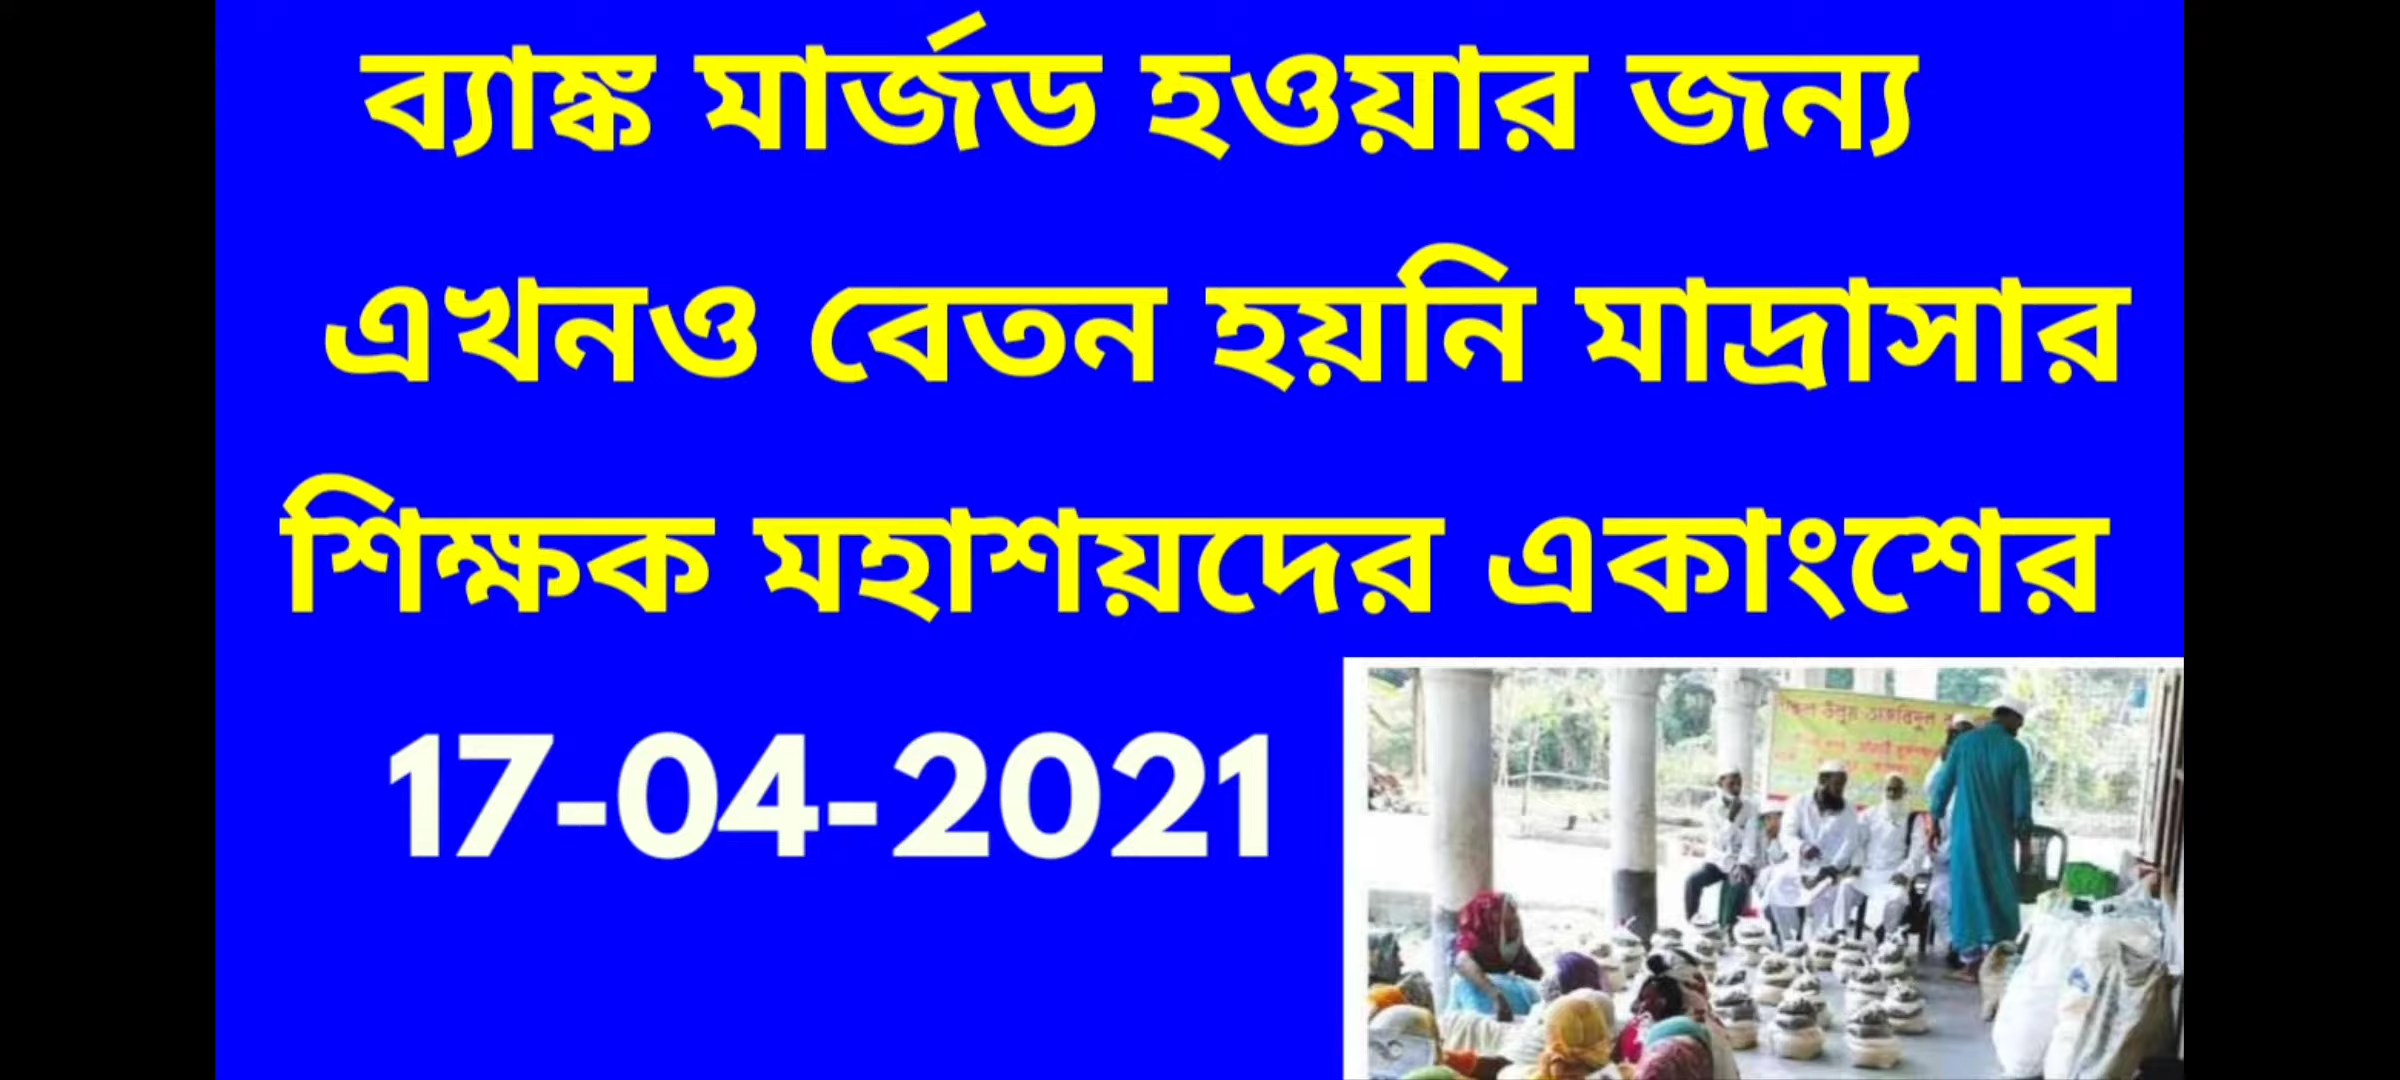 ব্যাঙ্ক মার্জড হওয়ার জন্য
এখনও বেতন হয়নি মাদ্রাসার
শিক্ষক মহাশয়দের একাংশের
17-04-2021